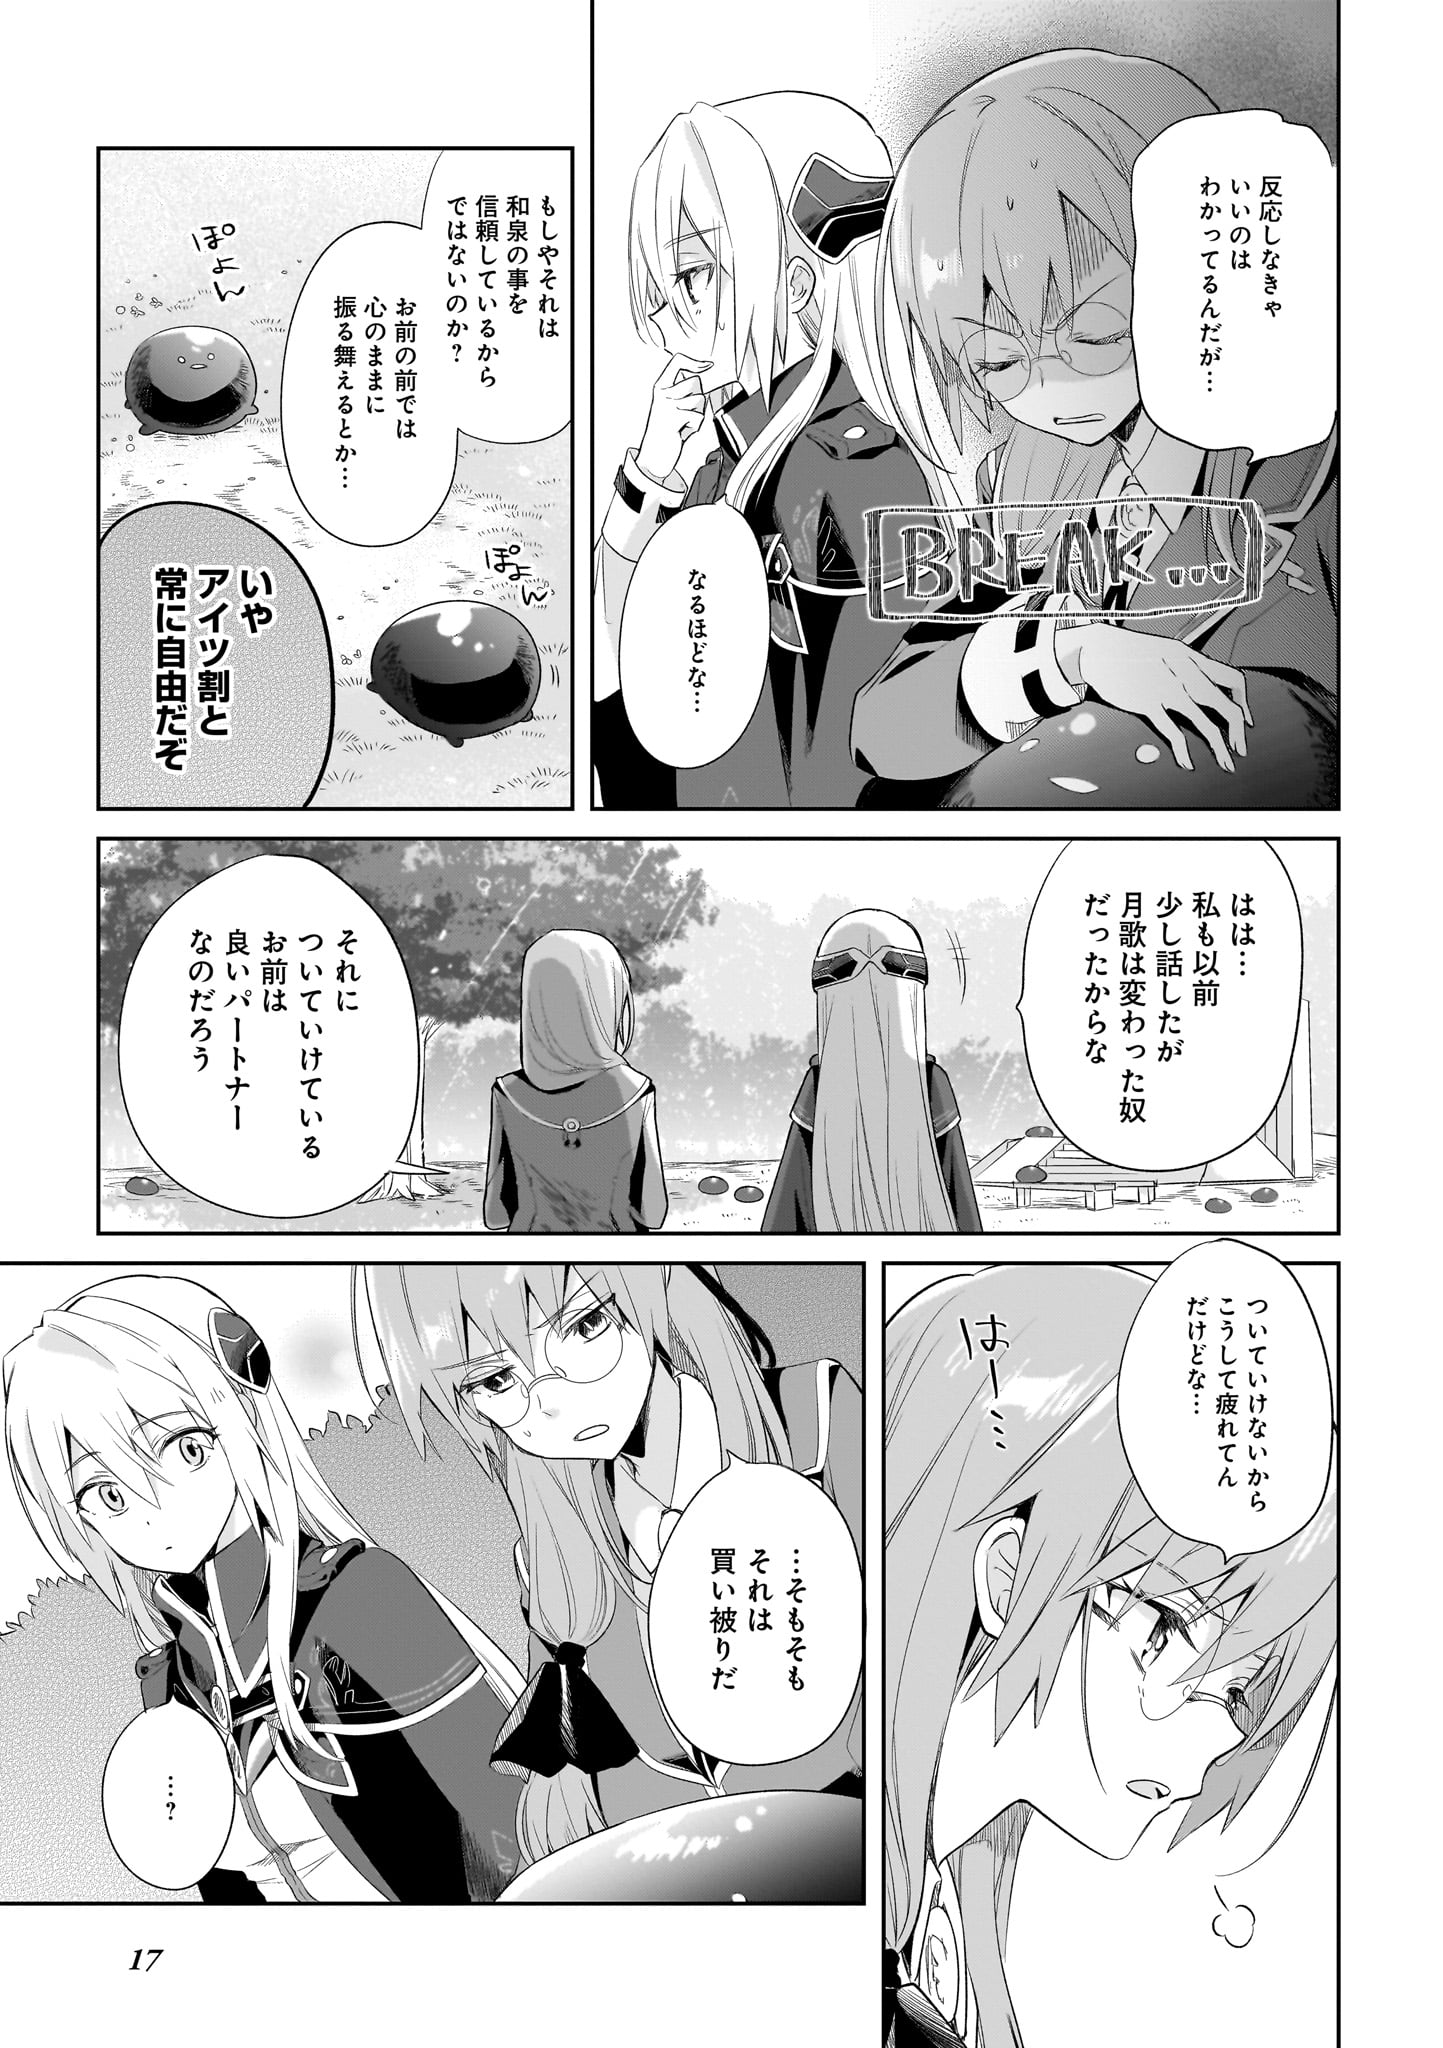 反応しなきゃ
いいのは
わかってるんだが…
BREAK…
なるほどな…
もしやそれは
和泉の事を
信頼しているから
ではないのか？
お前の前では
心のままに
振る舞えるとか…
ぽよん
ぽよん
いや
アイツ割と
常に自由だぞ
はは…
私も以前
少し話したが
月歌は変わった奴
だったからな
それに
ついていけている
お前は
良いパートナー
なのだろう
ついていけないから
こうして疲れてん
だけどな…
はー…
…そもそも
それは
買い被りだ
…？
17